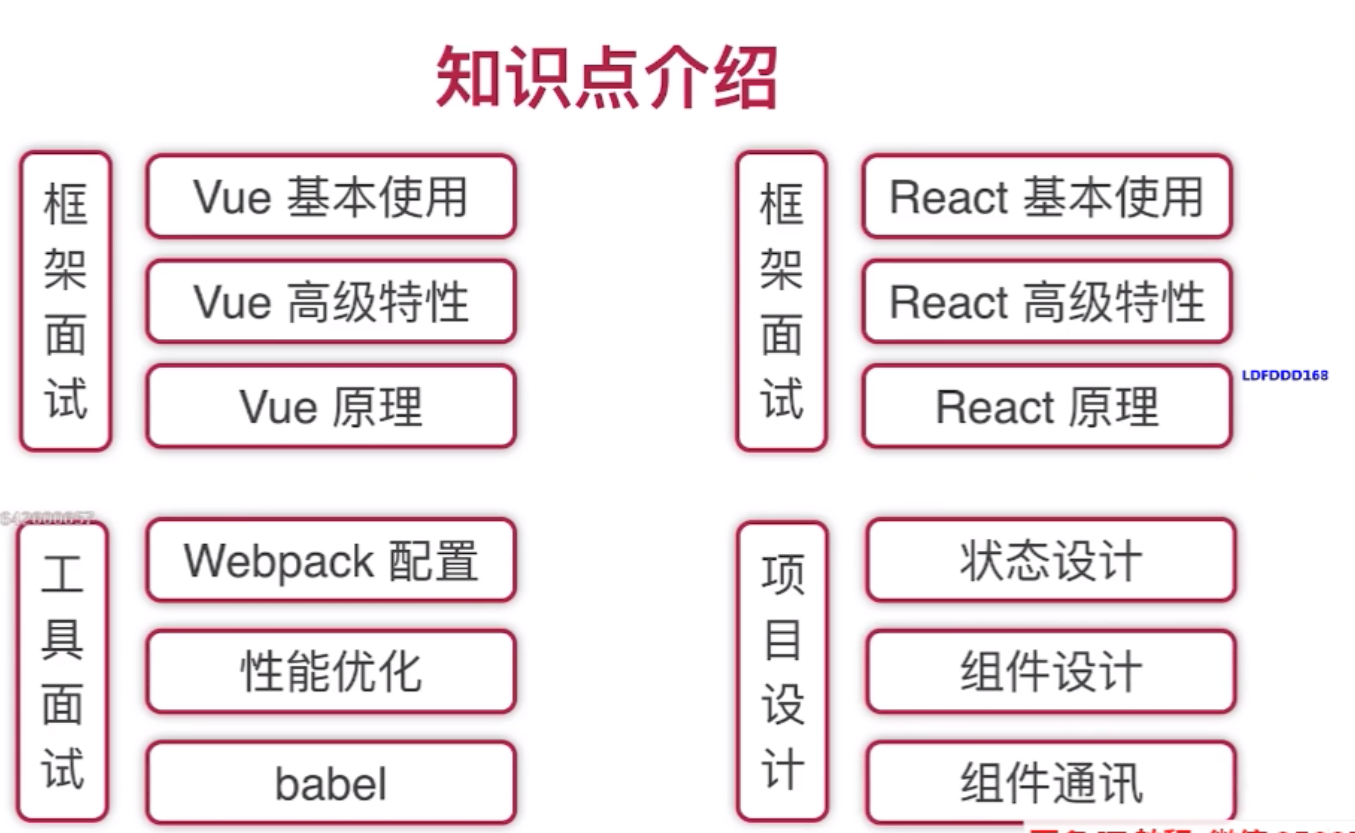 知识点介绍
框架面试
Vue 基本使用
Vue 高级特性
Vue 原理
框架面试
React 基本使用
React 高级特性
React 原理
LDFDDD168
工具面试
Webpack 配置
性能优化
babel
项目设计
状态设计
组件设计
组件通讯